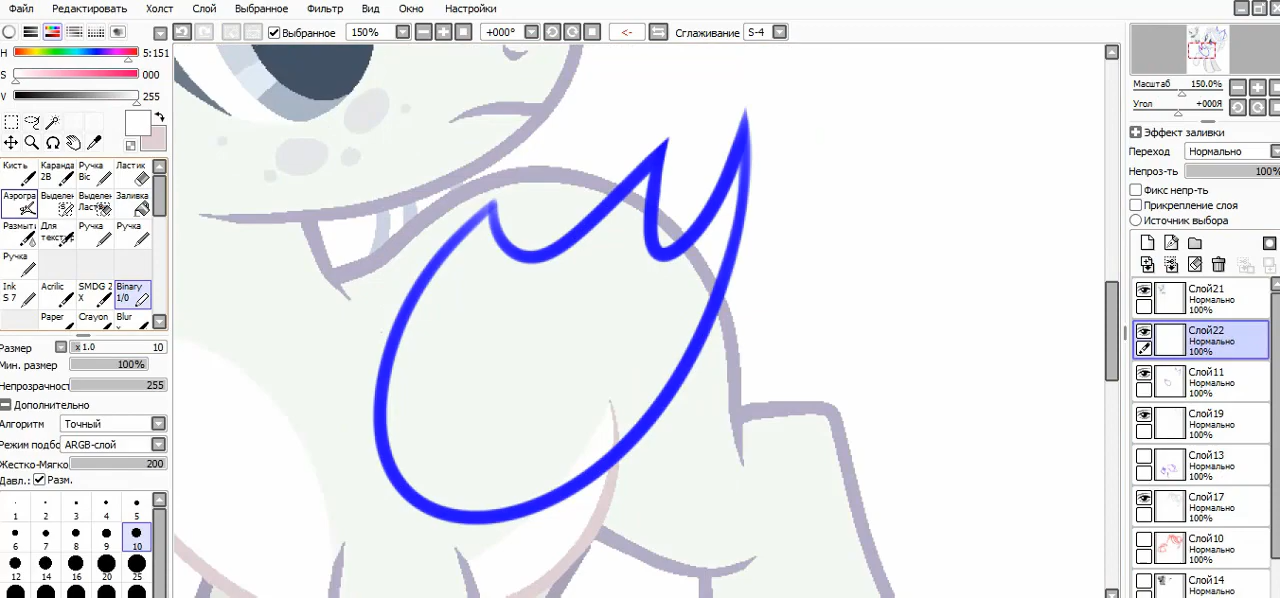 Файл Редактировать Холст Слой Выбранное Фильтр Вид Окно Настройки
Выбранное 150% +000° <- Сглаживание S-4
H 5:151
S 000
V 255
Кисть Каранда 2B Ручка Bic Ластик
Аэрогра Выделен Выделен Ласт Заливка
Размыт Для текст Ручка Ручка
Ручка
Ink S 7 Acrilic SMDG 2 X Binary 1/0
Paper Crayon Blur
Размер x 1.0 10
Мин. размер 100%
Непрозрачност 255
Дополнительно
Алгоритм Точный
Режим подбо ARGB-слой
Жестко-Мягко 200
Давл.: Разм.
1 2 3 4 5
6 7 8 9 10
12 14 16 20 25
Масштаб 150.0%
Угол +000Я
Эффект заливки
Переход Нормально
Непроз-ть 100%
Фикс непр-ть
Прикрепление слоя
Источник выбора
Слой21
Нормально
100%
Слой22
Нормально
100%
Слой11
Нормально
100%
Слой19
Нормально
100%
Слой13
Нормально
100%
Слой17
Нормально
100%
Слой10
Нормально
100%
Слой14
Нормально
100%